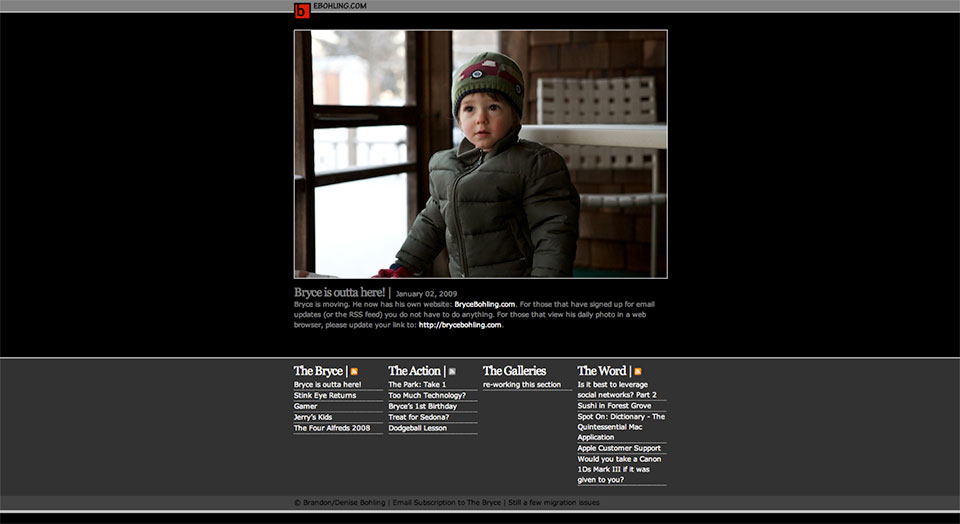 b EBOHLING.COM
Bryce is outta here! | January 02, 2009
Bryce is moving. He now has his own website: BryceBohling.com. For those that have signed up for email
updates (or the RSS feed) you do not have to do anything. For those that view his daily photo in a web
browser, please update your link to: http://brycebohling.com.
The Bryce |
Bryce is outta here!
Stink Eye Returns
Gamer
Jerry's Kids
The Four Alfreds 2008
The Action |
The Park: Take 1
Too Much Technology?
Bryce's 1st Birthday
Treat for Sedona?
Dodgeball Lesson
The Galleries
re-working this section
The Word |
Is it best to leverage
social networks? Part 2
Sushi in Forest Grove
Spot On: Dictionary - The
Quintessential Mac
Application
Apple Customer Support
Would you take a Canon
1Ds Mark III if it was
given to you?
© Brandon/Denise Bohling | Email Subscription to The Bryce | Still a few migration issues